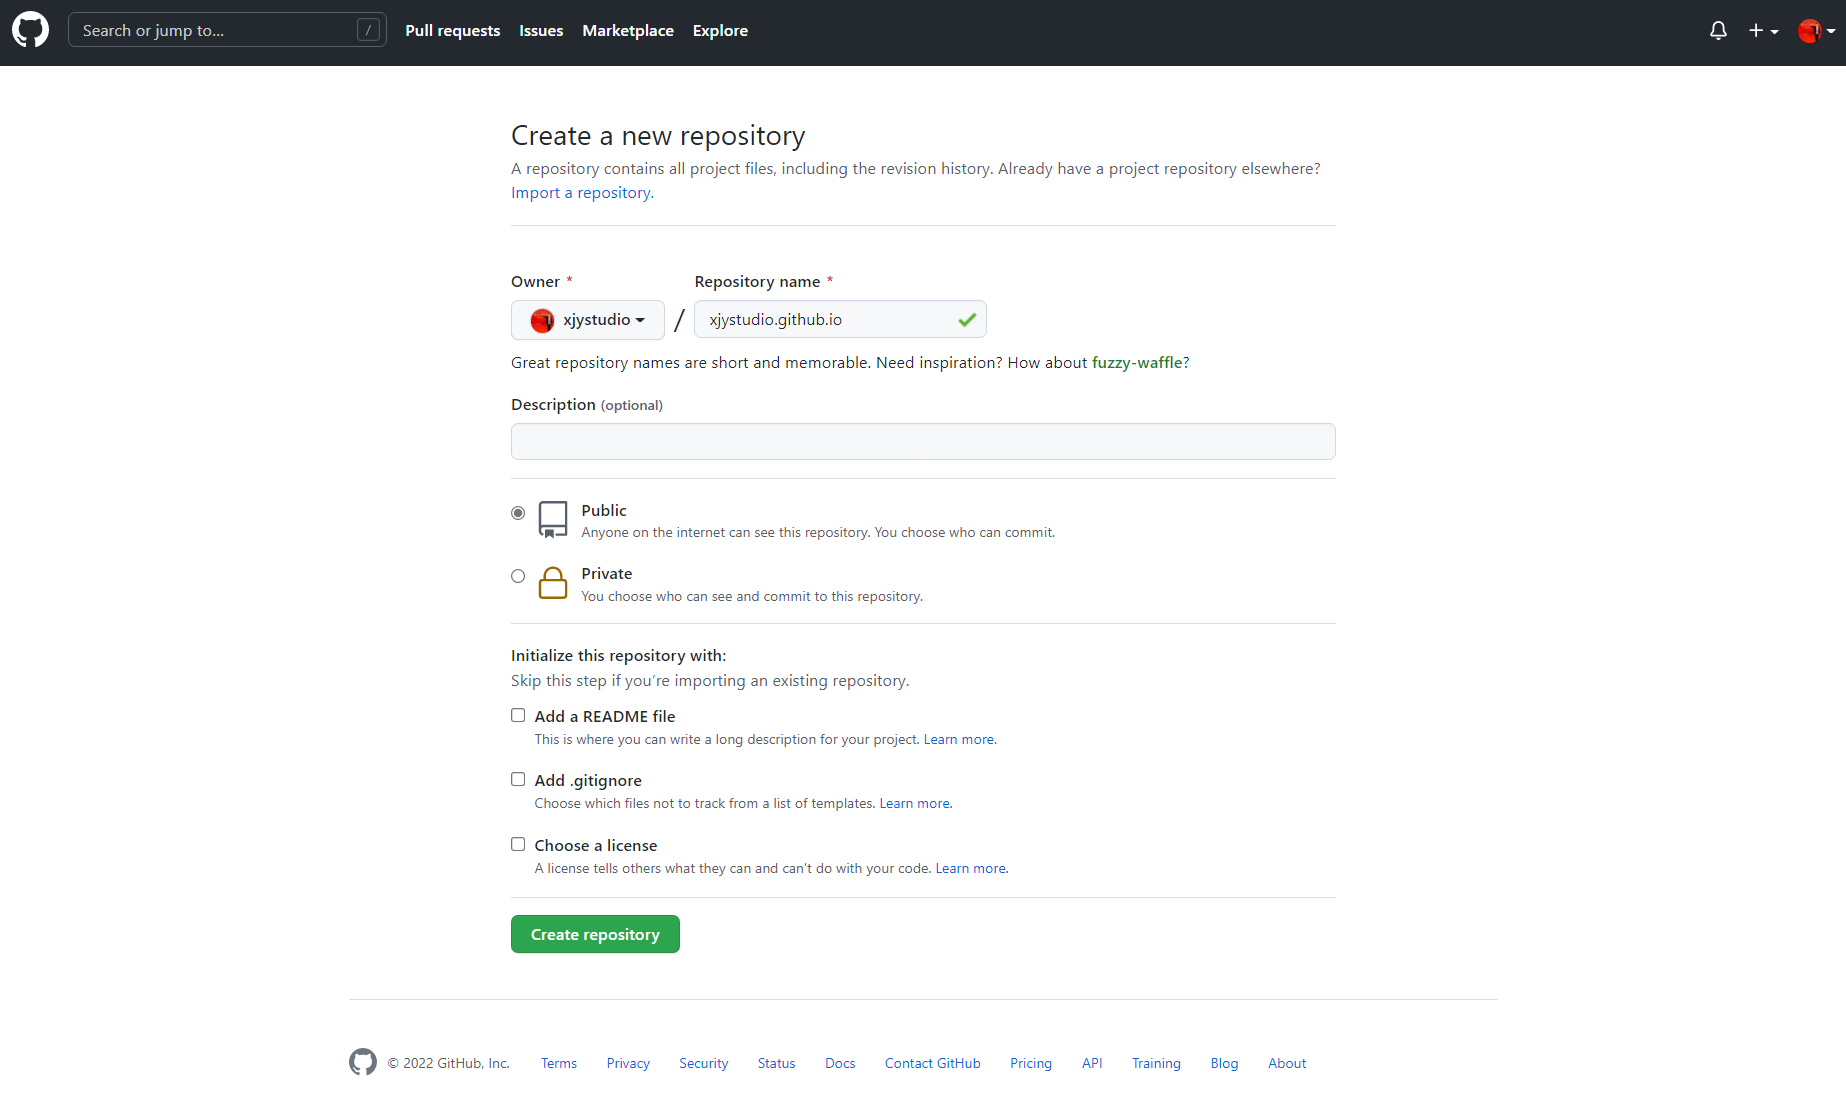 Search or jump to... /
Pull requests Issues Marketplace Explore
Create a new repository
A repository contains all project files, including the revision history. Already have a project repository elsewhere?
Import a repository.
Owner * Repository name *
xjystudio / xjystudio.github.io
Great repository names are short and memorable. Need inspiration? How about fuzzy-waffle?
Description (optional)
Public
Anyone on the internet can see this repository. You choose who can commit.
Private
You choose who can see and commit to this repository.
Initialize this repository with:
Skip this step if you’re importing an existing repository.
Add a README file
This is where you can write a long description for your project. Learn more.
Add .gitignore
Choose which files not to track from a list of templates. Learn more.
Choose a license
A license tells others what they can and can't do with your code. Learn more.
Create repository
© 2022 GitHub, Inc. Terms Privacy Security Status Docs Contact GitHub Pricing API Training Blog About